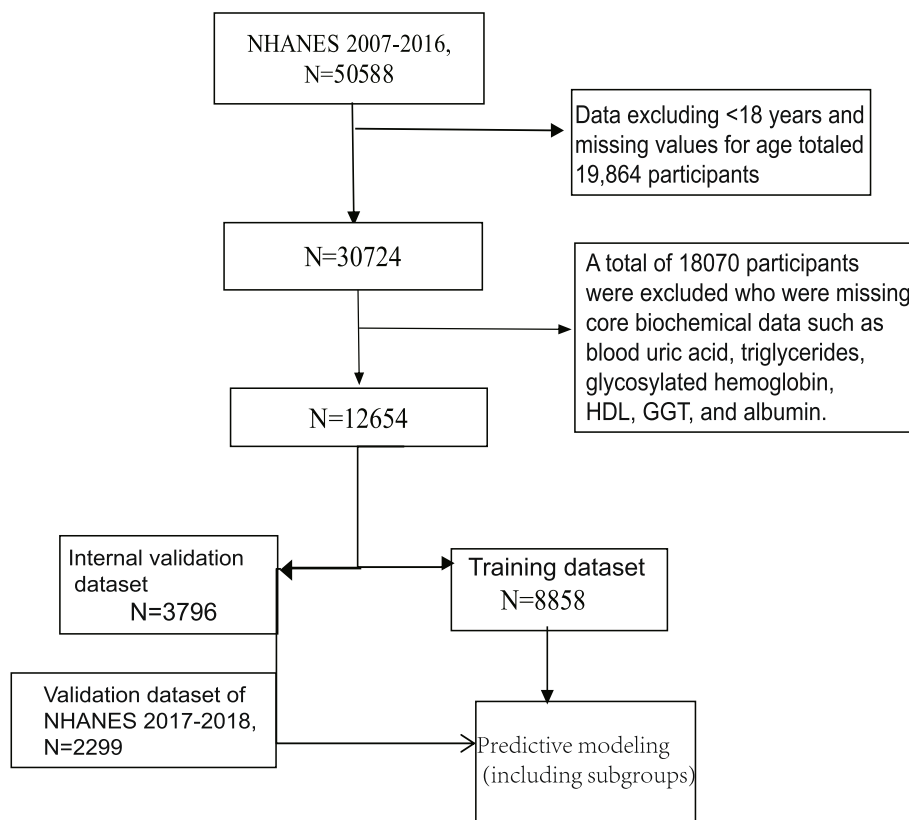 NHANES 2007-2016,
N=50588
Data excluding <18 years and
missing values for age totaled
19,864 participants
N=30724
A total of 18070 participants
were excluded who were missing
core biochemical data such as
blood uric acid, triglycerides,
glycosylated hemoglobin,
HDL, GGT, and albumin.
N=12654
Internal validation
dataset
N=3796
Training dataset
N=8858
Validation dataset of
NHANES 2017-2018,
N=2299
Predictive modeling
(including subgroups)